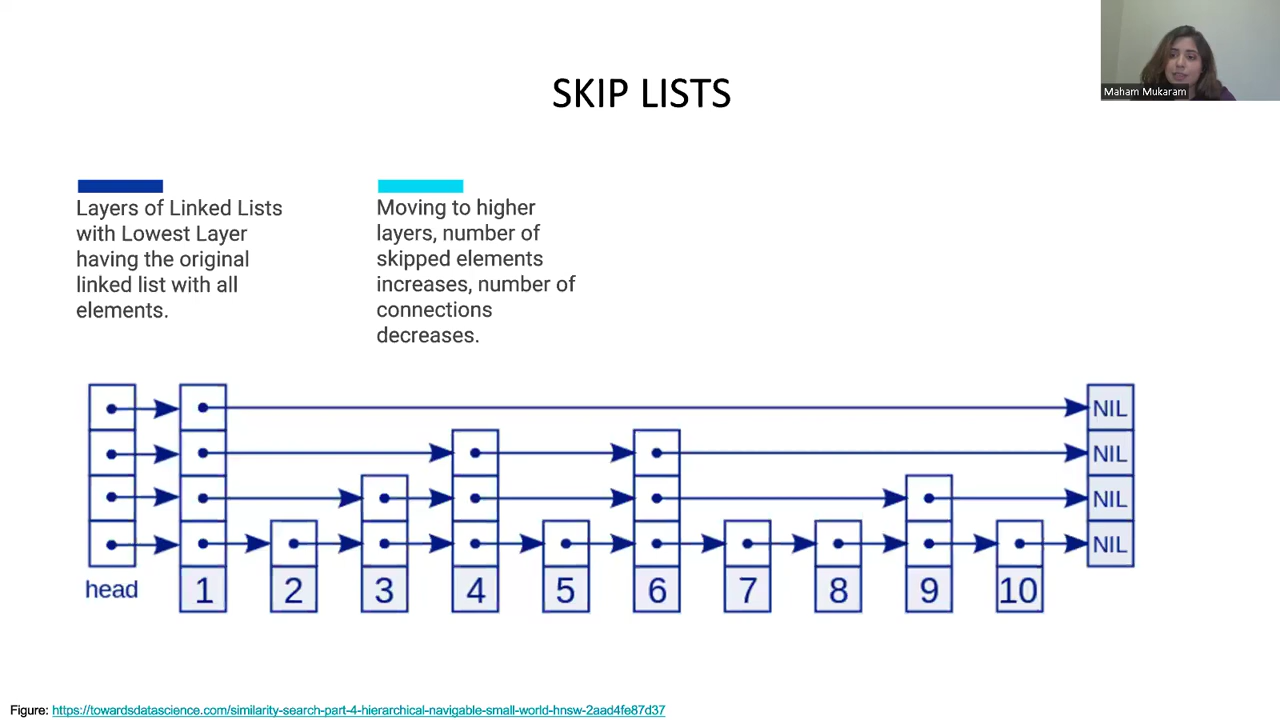 Maham Mukaram
SKIP LISTS
Layers of Linked Lists
with Lowest Layer
having the original
linked list with all
elements.
Moving to higher
layers, number of
skipped elements
increases, number of
connections
decreases.
NIL
NIL
NIL
NIL
head
1 2 3 4 5 6 7 8 9 10
Figure: https://towardsdatascience.com/similarity-search-part-4-hierarchical-navigable-small-world-hnsw-2aad4fe87d37